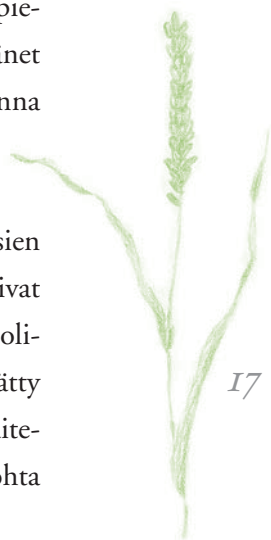 pie-
inet
nna
sien
ivat
oli-
ätty
17
ite-
ohta